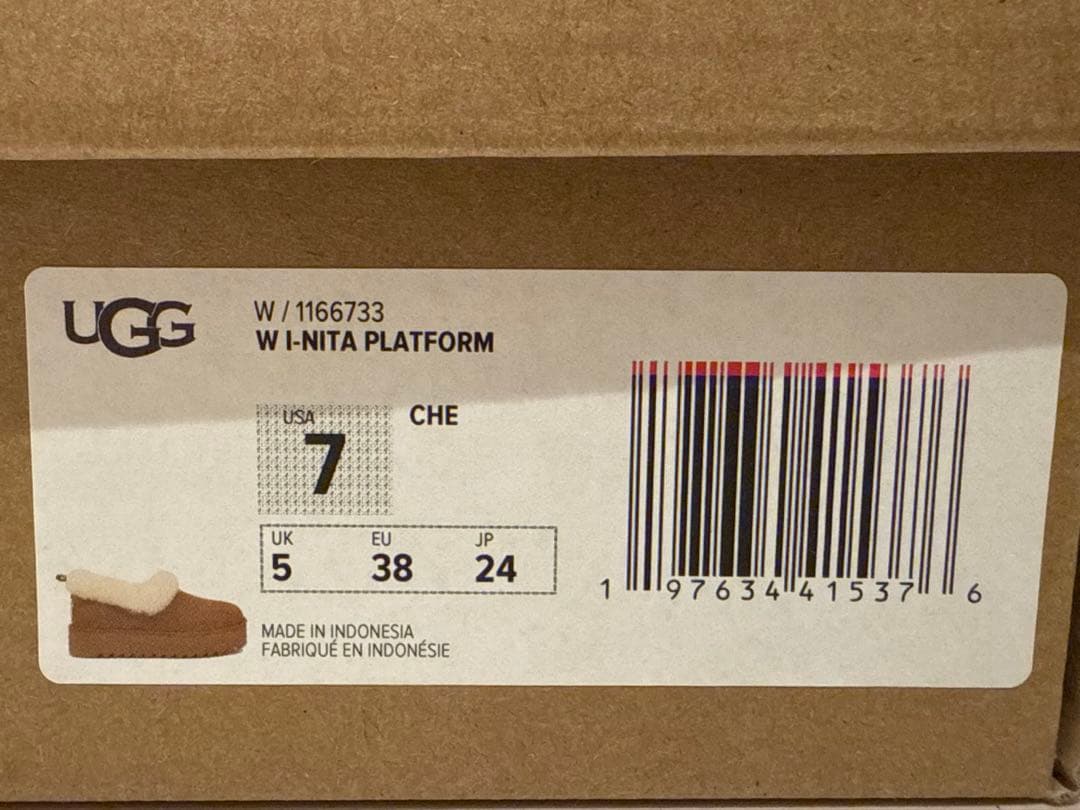 UGG
W / 1166733
W I-NITA PLATFORM
USA
7
CHE
UK EU JP
5 38 24
MADE IN INDONESIA
FABRIQUÉ EN INDONÉSIE
1 97634 41537 6